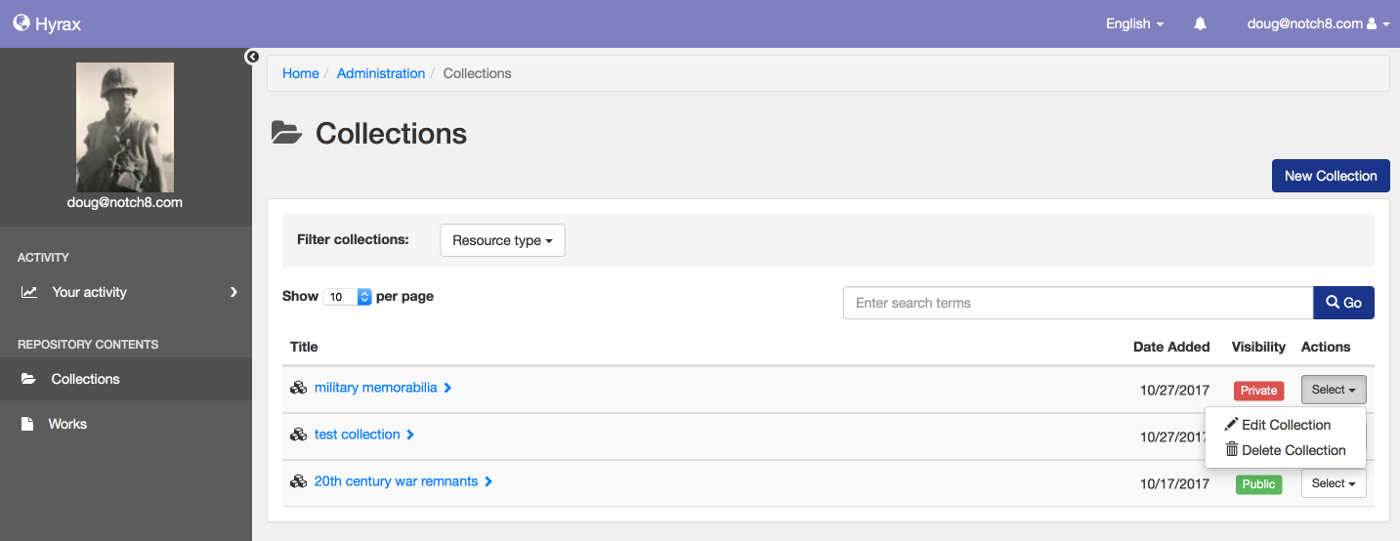 Hyrax
English
doug@notch8.com
doug@notch8.com
ACTIVITY
Your activity
REPOSITORY CONTENTS
Collections
Works
Home / Administration / Collections
Collections
New Collection
Filter collections: Resource type
Show 10 per page
Enter search terms Go
Title Date Added Visibility Actions
military memorabilia 10/27/2017 Private Select
Edit Collection
Delete Collection
test collection 10/27/2017
20th century war remnants 10/17/2017 Public Select